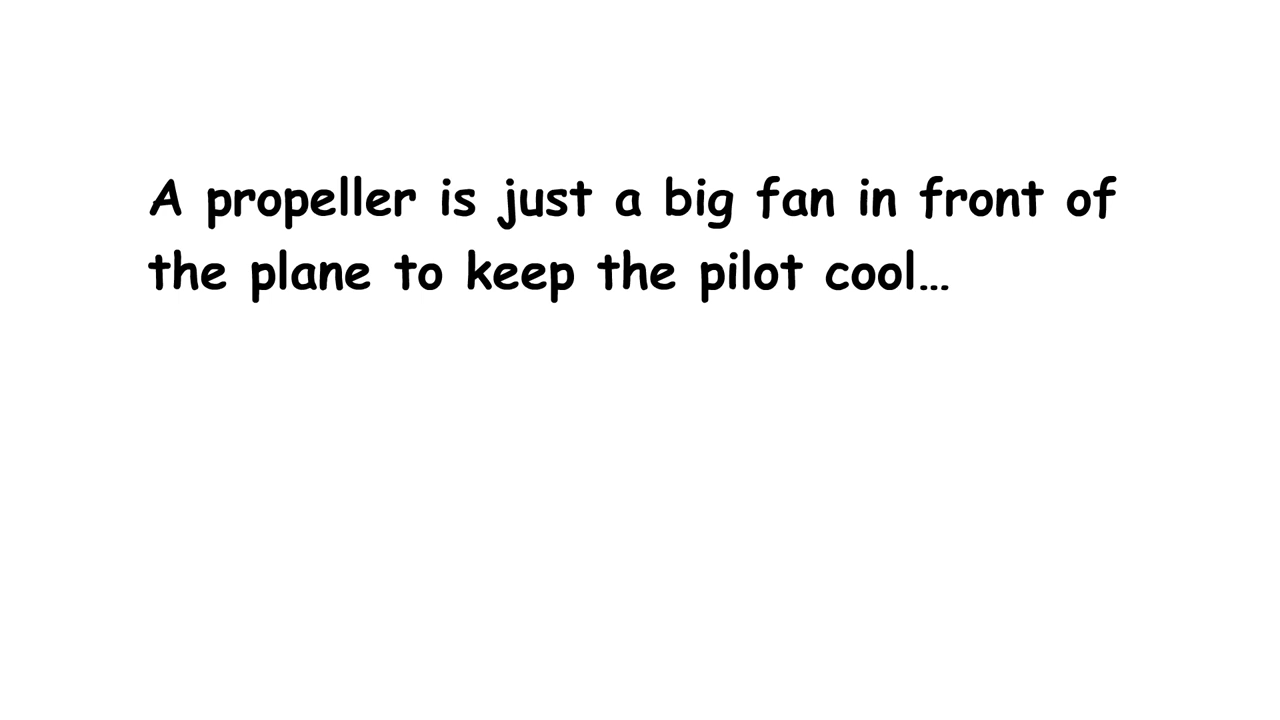 A propeller is just a big fan in front of
the plane to keep the pilot cool…